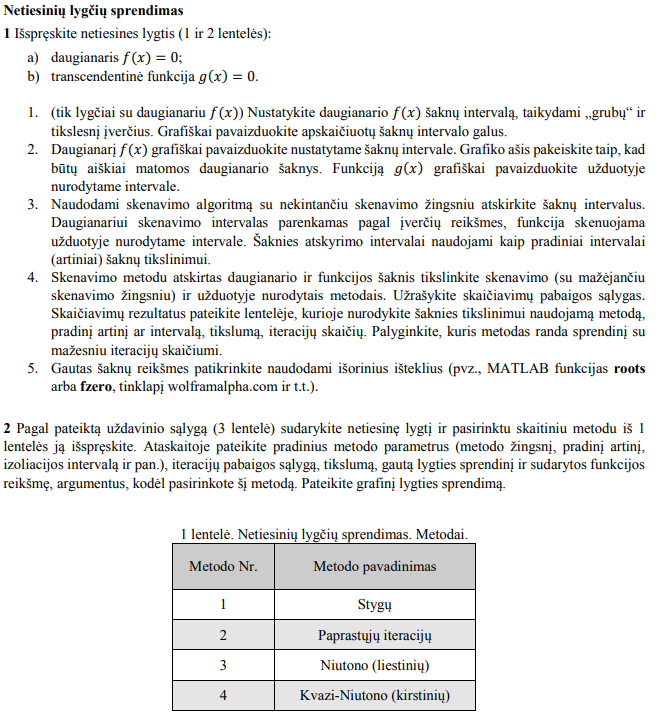 Netiesinių lygčių sprendimas
1 Išspręskite netiesines lygtis (1 ir 2 lentelės):
a) daugianaris f(x) = 0;
b) transcendentinė funkcija g(x) = 0.
1. (tik lygčiai su daugianariu f(x)) Nustatykite daugianario f(x) šaknų intervalą, taikydami „grubų“ ir
tikslesnį įverčius. Grafiškai pavaizduokite apskaičiuotų šaknų intervalo galus.
2. Daugianarį f(x) grafiškai pavaizduokite nustatytame šaknų intervale. Grafiko ašis pakeiskite taip, kad
būtų aiškiai matomos daugianario šaknys. Funkciją g(x) grafiškai pavaizduokite užduotyje
nurodytame intervale.
3. Naudodami skenavimo algoritmą su nekintančiu skenavimo žingsniu atskirkite šaknų intervalus.
Daugianariui skenavimo intervalas parenkamas pagal įverčių reikšmes, funkcija skenuojama
užduotyje nurodytame intervale. Šaknies atskyrimo intervalai naudojami kaip pradiniai intervalai
(artiniai) šaknų tikslinimui.
4. Skenavimo metodu atskirtas daugianario ir funkcijos šaknis tikslinkite skenavimo (su mažėjančiu
skenavimo žingsniu) ir užduotyje nurodytais metodais. Užrašykite skaičiavimų pabaigos sąlygas.
Skaičiavimų rezultatus pateikite lentelėje, kurioje nurodykite šaknies tikslinimui naudojamą metodą,
pradinį artinį ar intervalą, tikslumą, iteracijų skaičių. Palyginkite, kuris metodas randa sprendinį su
mažesniu iteracijų skaičiumi.
5. Gautas šaknų reikšmes patikrinkite naudodami išorinius išteklius (pvz., MATLAB funkcijas roots
arba fzero, tinklapį wolframalpha.com ir t.t.).
2 Pagal pateiktą uždavinio sąlygą (3 lentelė) sudarykite netiesinę lygtį ir pasirinktu skaitiniu metodu iš 1
lentelės ją išspręskite. Ataskaitoje pateikite pradinius metodo parametrus (metodo žingsnį, pradinį artinį,
izoliacijos intervalą ir pan.), iteracijų pabaigos sąlygą, tikslumą, gautą lygties sprendinį ir sudarytos funkcijos
reikšmę, argumentus, kodėl pasirinkote šį metodą. Pateikite grafinį lygties sprendimą.
1 lentelė. Netiesinių lygčių sprendimas. Metodai.
Metodo Nr. Metodo pavadinimas
1 Stygų
2 Paprastųjų iteracijų
3 Niutono (liestinių)
4 Kvazi-Niutono (kirstinių)